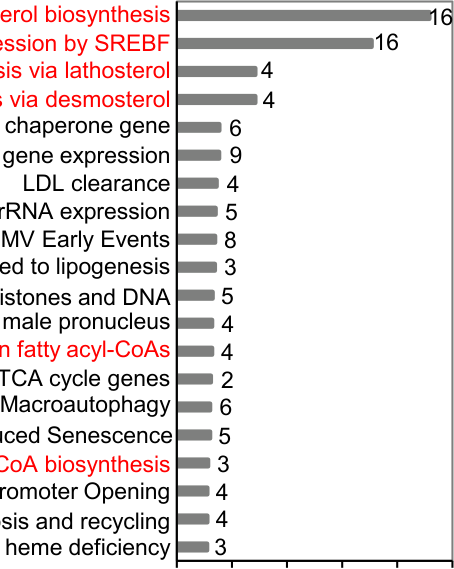 erol biosynthesis 16
ession by SREBF 16
sis via lathosterol 4
s via desmosterol 4
chaperone gene 6
gene expression 9
LDL clearance 4
rRNA expression 5
MV Early Events 8
ed to lipogenesis 3
istones and DNA 5
male pronucleus 4
n fatty acyl-CoAs 4
TCA cycle genes 2
Macroautophagy 6
uced Senescence 5
CoA biosynthesis 3
romoter Opening 4
osis and recycling 4
heme deficiency 3